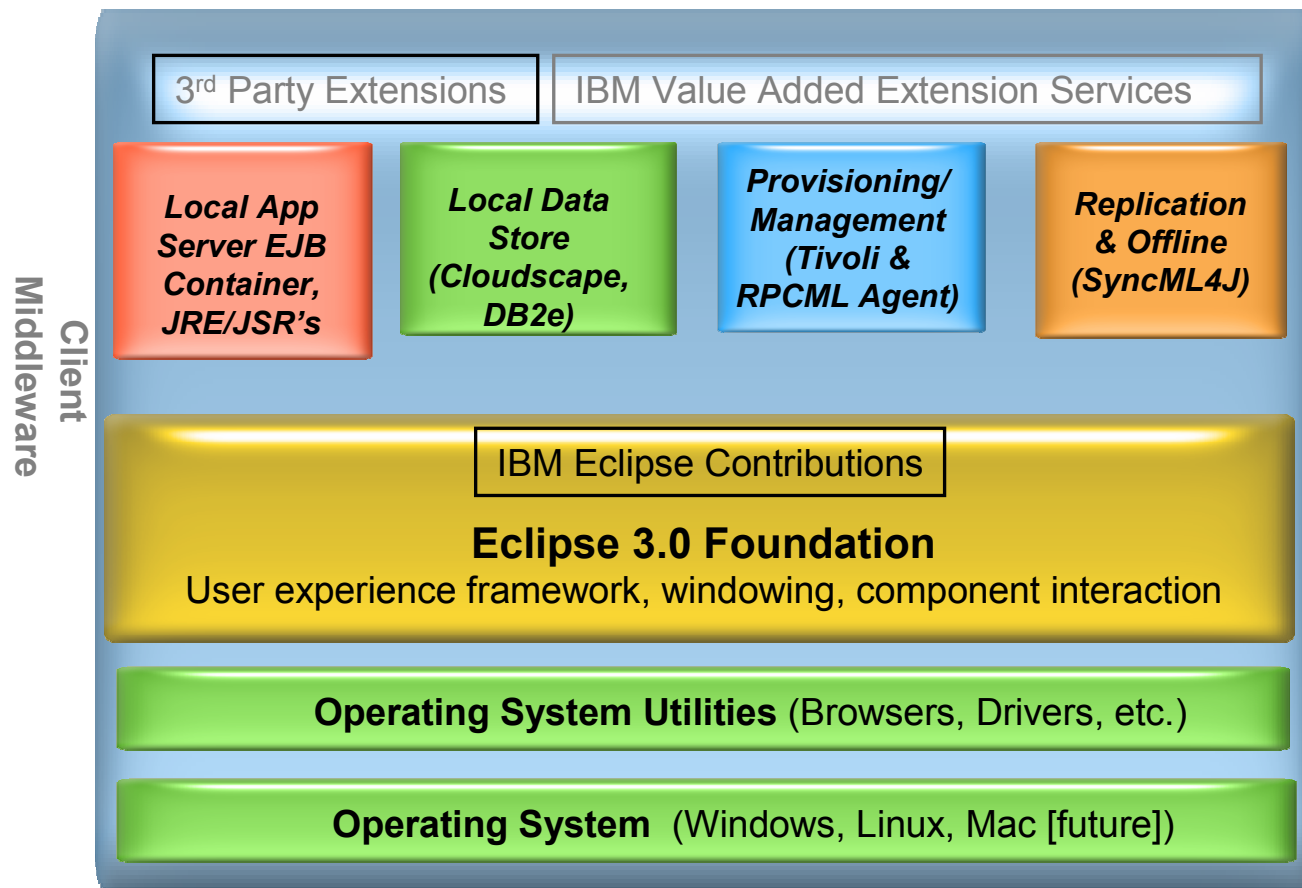 3rd Party Extensions
IBM Value Added Extension Services
Local App
Server EJB
Container,
JRE/JSR’s
Local Data
Store
(Cloudscape,
DB2e)
Provisioning/
Management
(Tivoli &
RPCML Agent)
Replication
& Offline
(SyncML4J)
Client
Middleware
IBM Eclipse Contributions
Eclipse 3.0 Foundation
User experience framework, windowing, component interaction
Operating System Utilities (Browsers, Drivers, etc.)
Operating System (Windows, Linux, Mac [future])